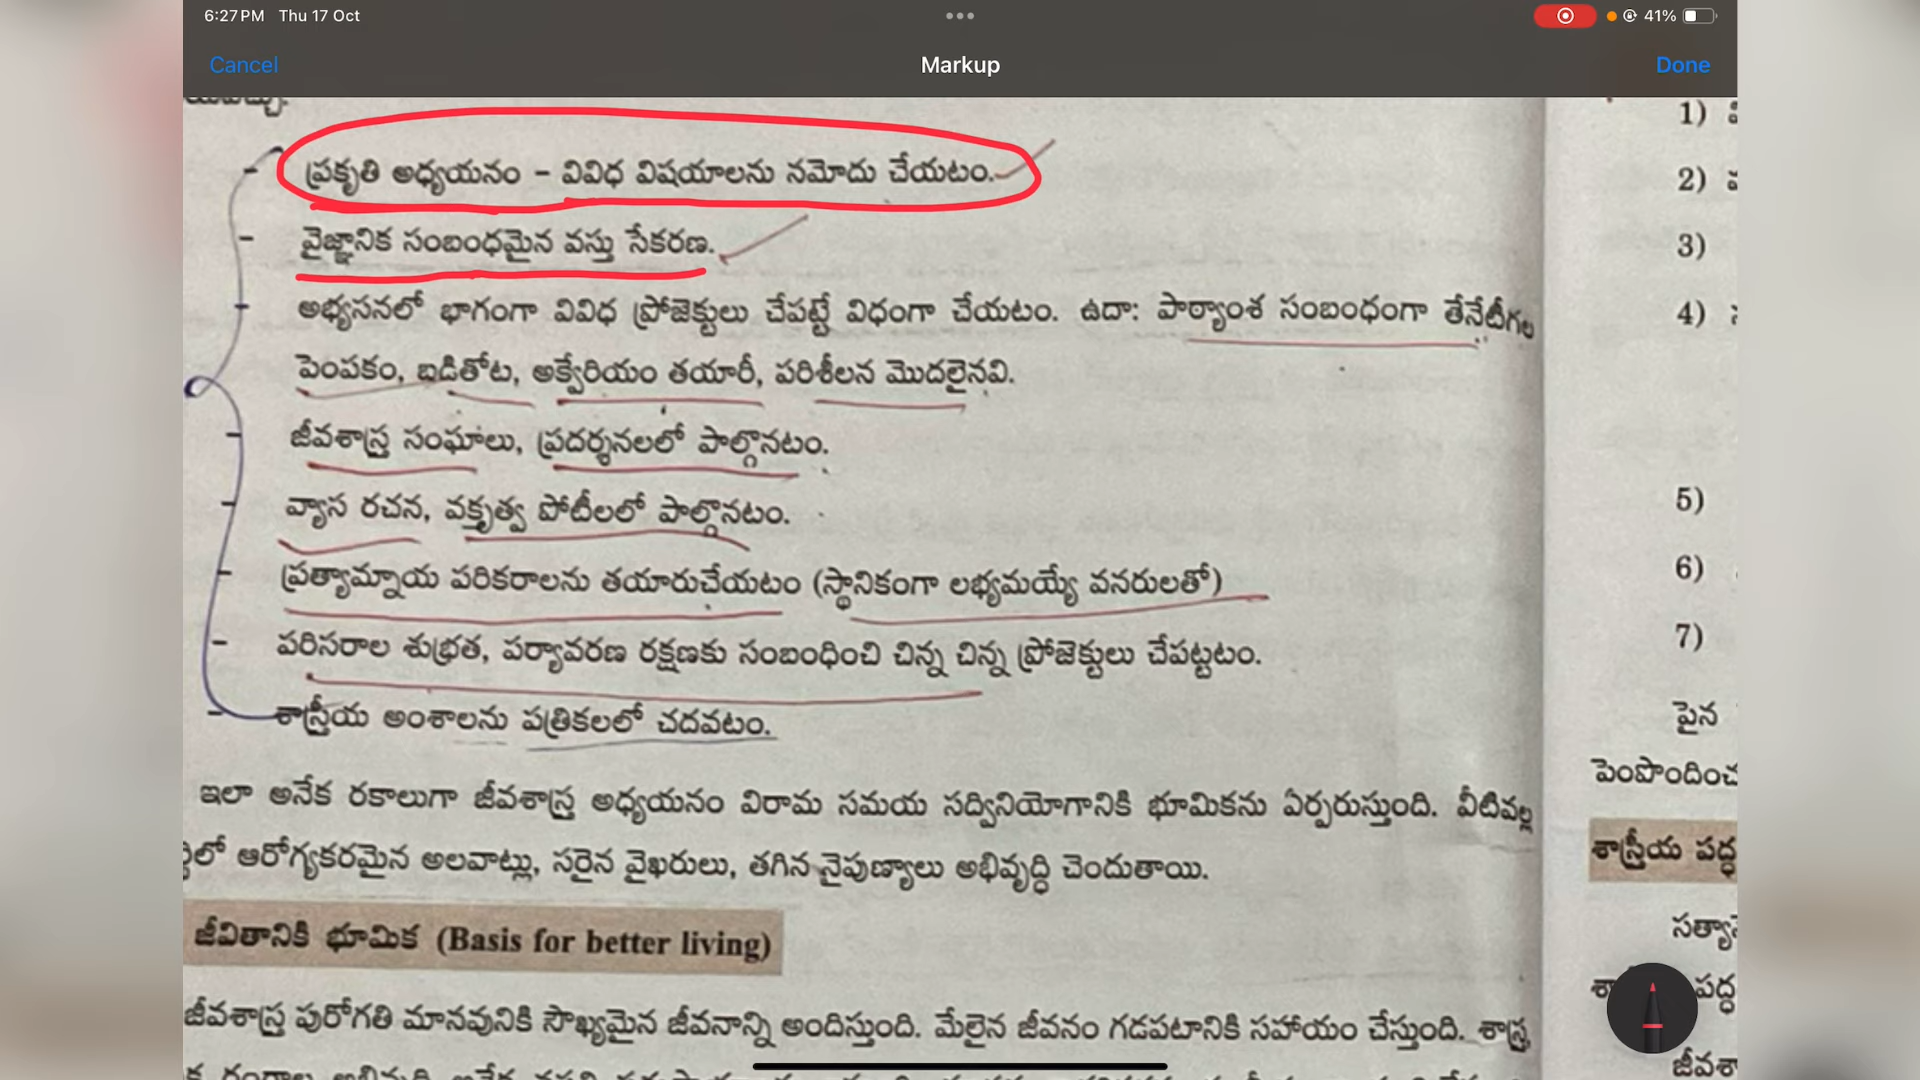 6:27 PM Thu 17 Oct
41%
Cancel
Markup
Done
- ప్రకృతి అధ్యయనం – వివిధ విషయాలను నమోదు చేయటం.
- వైజ్ఞానిక సంబంధమైన వస్తు సేకరణ.
- అభ్యసనలో భాగంగా వివిధ ప్రోజెక్టులు చేపట్టే విధంగా చేయటం. ఉదా: పాఠ్యాంశ సంబంధంగా తేనేటీగల
పెంపకం, బడితోట, అక్వేరియం తయారీ, పరిశీలన మొదలైనవి.
- జీవశాస్త్ర సంఘాలు, ప్రదర్శనలలో పాల్గొనటం.
- వ్యాస రచన, వక్తృత్వ పోటీలలో పాల్గొనటం.
- ప్రత్యామ్నాయ పరికరాలను తయారుచేయటం (స్థానికంగా లభ్యమయ్యే వనరులతో)
- పరిసరాల శుభ్రత, పర్యావరణ రక్షణకు సంబంధించి చిన్న చిన్న ప్రోజెక్టులు చేపట్టటం.
- శాస్త్రీయ అంశాలను పత్రికలలో చదవటం.
ఇలా అనేక రకాలుగా జీవశాస్త్ర అధ్యయనం విరామ సమయ సద్వినియోగానికి భూమికను ఏర్పరుస్తుంది. వీటివల్ల
ఆరోగ్యకరమైన అలవాట్లు, సరైన వైఖరులు, తగిన నైపుణ్యాలు అభివృద్ధి చెందుతాయి.
జీవితానికి భూమిక (Basis for better living)
జీవశాస్త్ర పురోగతి మానవునికి సౌఖ్యమైన జీవనాన్ని అందిస్తుంది. మేలైన జీవనం గడపటానికి సహాయం చేస్తుంది. శాస్త్ర
1)
2)
3)
4)
5)
6)
7)
పైన
శాస్త్రీయ